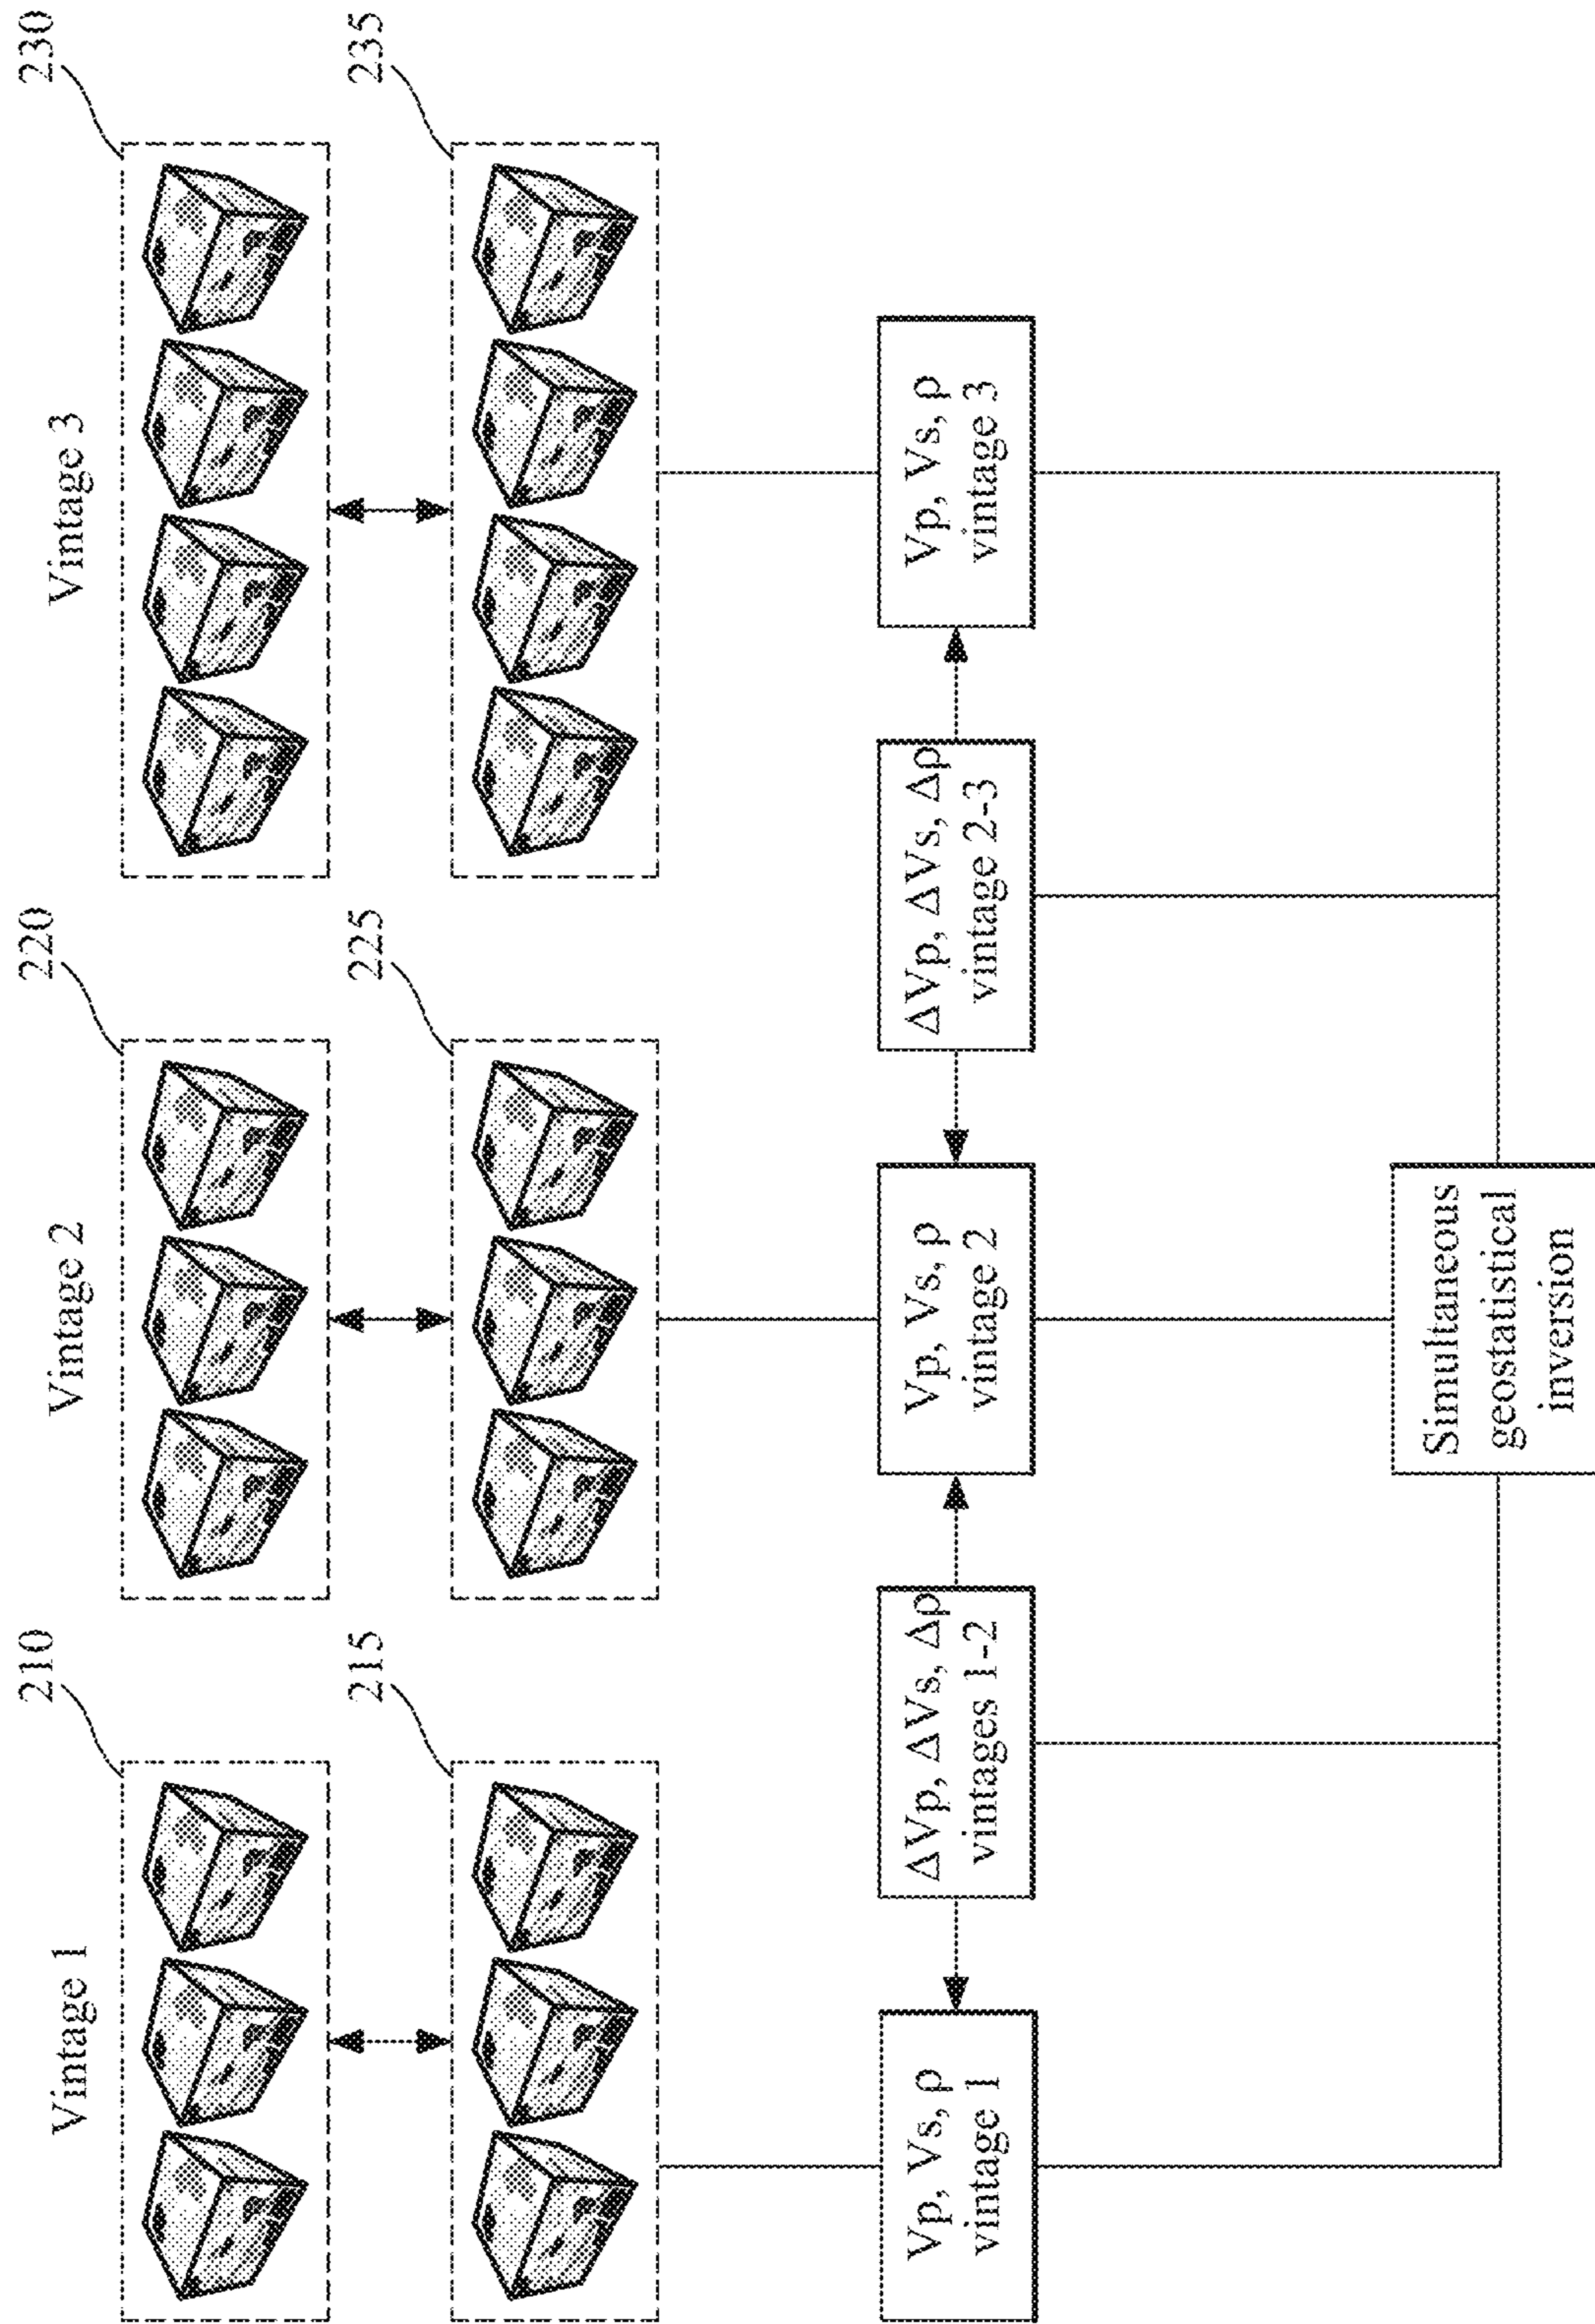 Vintage 1
Vintage 2
Vintage 3
210
220
230
215
225
235
Vp, Vs, ρ
vintage 1
ΔVp, ΔVs, Δρ
vintages 1-2
Vp, Vs, ρ
vintage 2
ΔVp, ΔVs, Δρ
vintage 2-3
Vp, Vs, ρ
vintage 3
Simultaneous
geostatistical
inversion